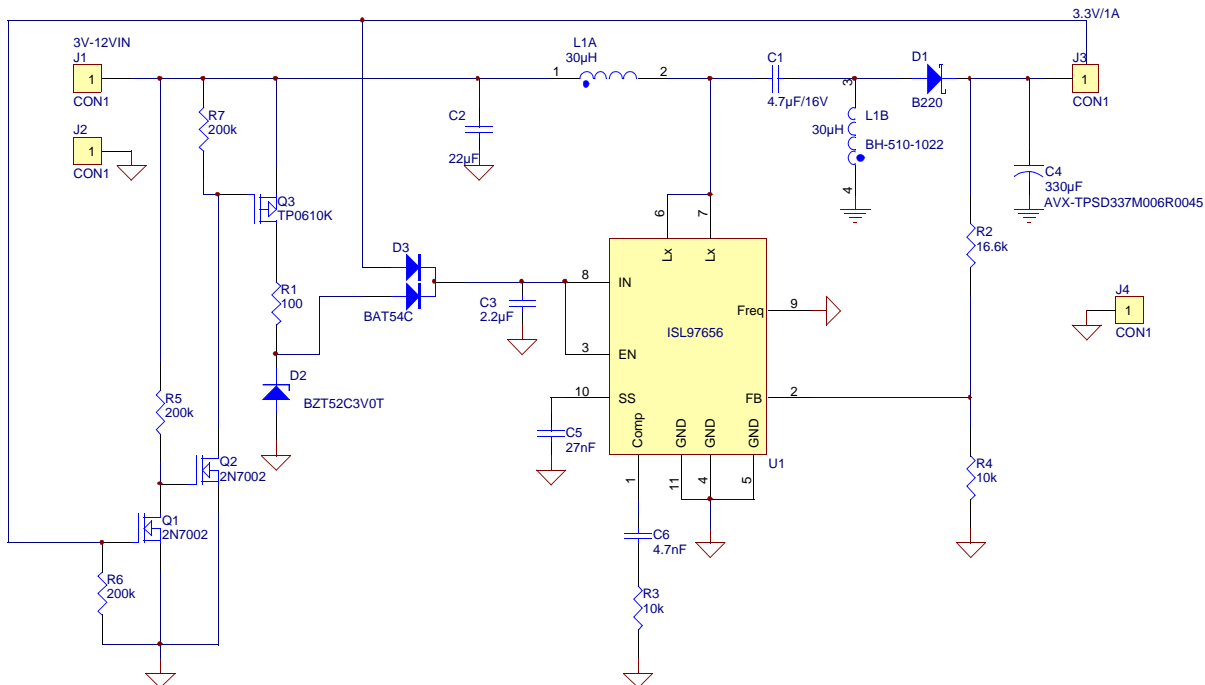 3.3V/1A
3V-12VIN
J1
1
CON1
J2
1
CON1
R7
200k
C2
22µF
L1A
30µH
1
2
C1
4.7µF/16V
3
L1B
30µH
BH-510-1022
4
D1
B220
J3
1
CON1
C4
330µF
AVX-TPSD337M006R0045
Q3
TP0610K
R1
100
D3
BAT54C
C3
2.2µF
6
7
Lx
Lx
8
IN
Freq
9
ISL97656
3
EN
10
SS
FB
2
Comp
GND
GND
GND
U1
1
11
4
5
R2
16.6k
J4
1
CON1
D2
BZT52C3V0T
R5
200k
C5
27nF
Q2
2N7002
R4
10k
Q1
2N7002
C6
4.7nF
R6
200k
R3
10k